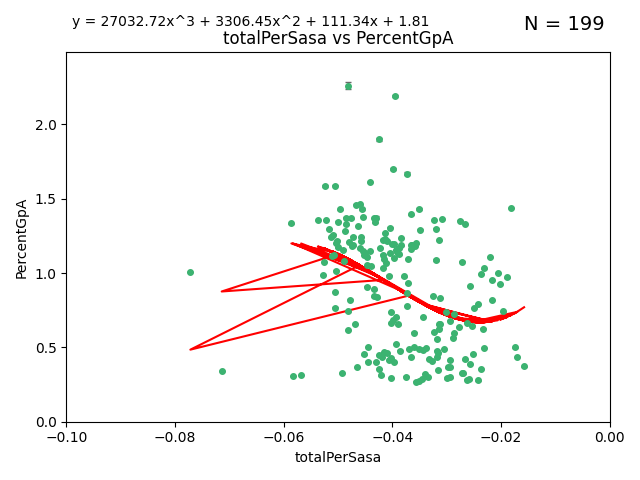 y = 27032.72x^3 + 3306.45x^2 + 111.34x + 1.81
N = 199
totalPerSasa vs PercentGpA
PercentGpA
2.0
1.5
1.0
0.5
0.0
−0.10
−0.08
−0.06
−0.04
−0.02
0.00
totalPerSasa